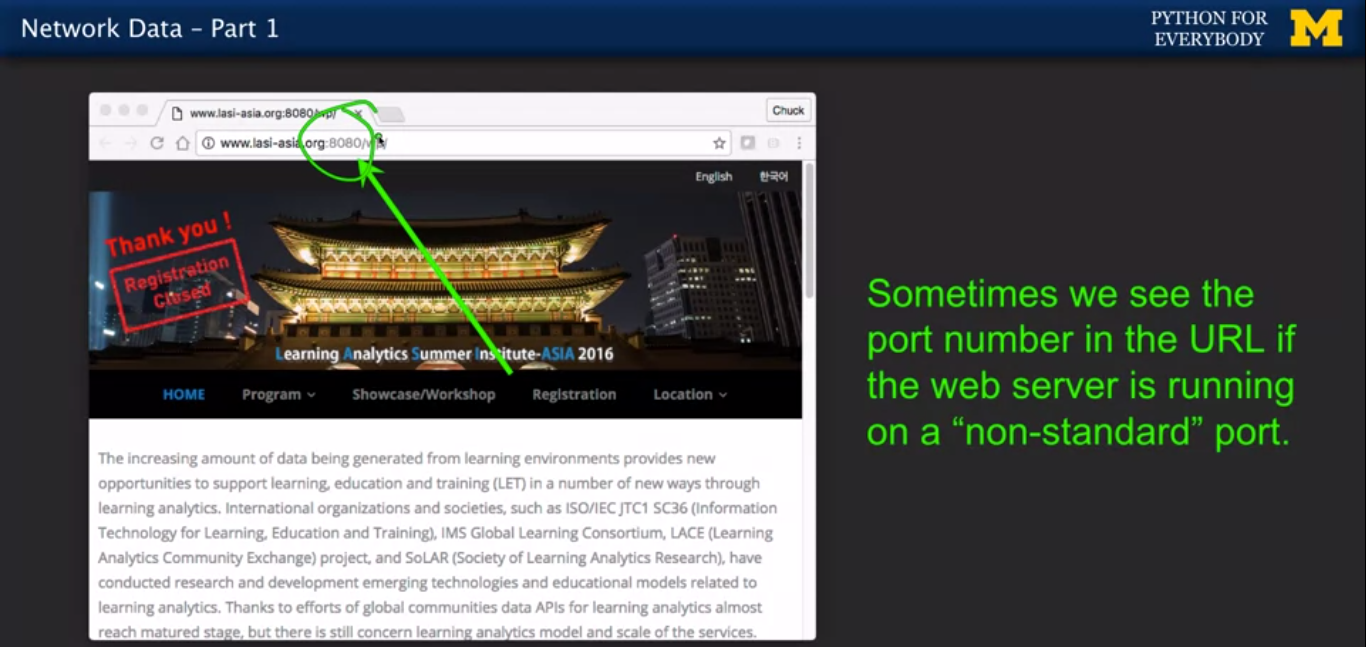 Network Data – Part 1
PYTHON FOR
EVERYBODY
M
www.lasi-asia.org:8080/wp/
Chuck
www.lasi-asia.org:8080/wp/
English 한국어
Thank you !
Registration
Closed
Learning Analytics Summer Institute-ASIA 2016
HOME Program Showcase/Workshop Registration Location
The increasing amount of data being generated from learning environments provides new
opportunities to support learning, education and training (LET) in a number of new ways through
learning analytics. International organizations and societies, such as ISO/IEC JTC1 SC36 (Information
Technology for Learning, Education and Training), IMS Global Learning Consortium, LACE (Learning
Analytics Community Exchange) project, and SoLAR (Society of Learning Analytics Research), have
conducted research and development emerging technologies and educational models related to
learning analytics. Thanks to efforts of global communities data APIs for learning analytics almost
reach matured stage, but there is still concern learning analytics model and scale of the services.
Sometimes we see the
port number in the URL if
the web server is running
on a “non-standard” port.